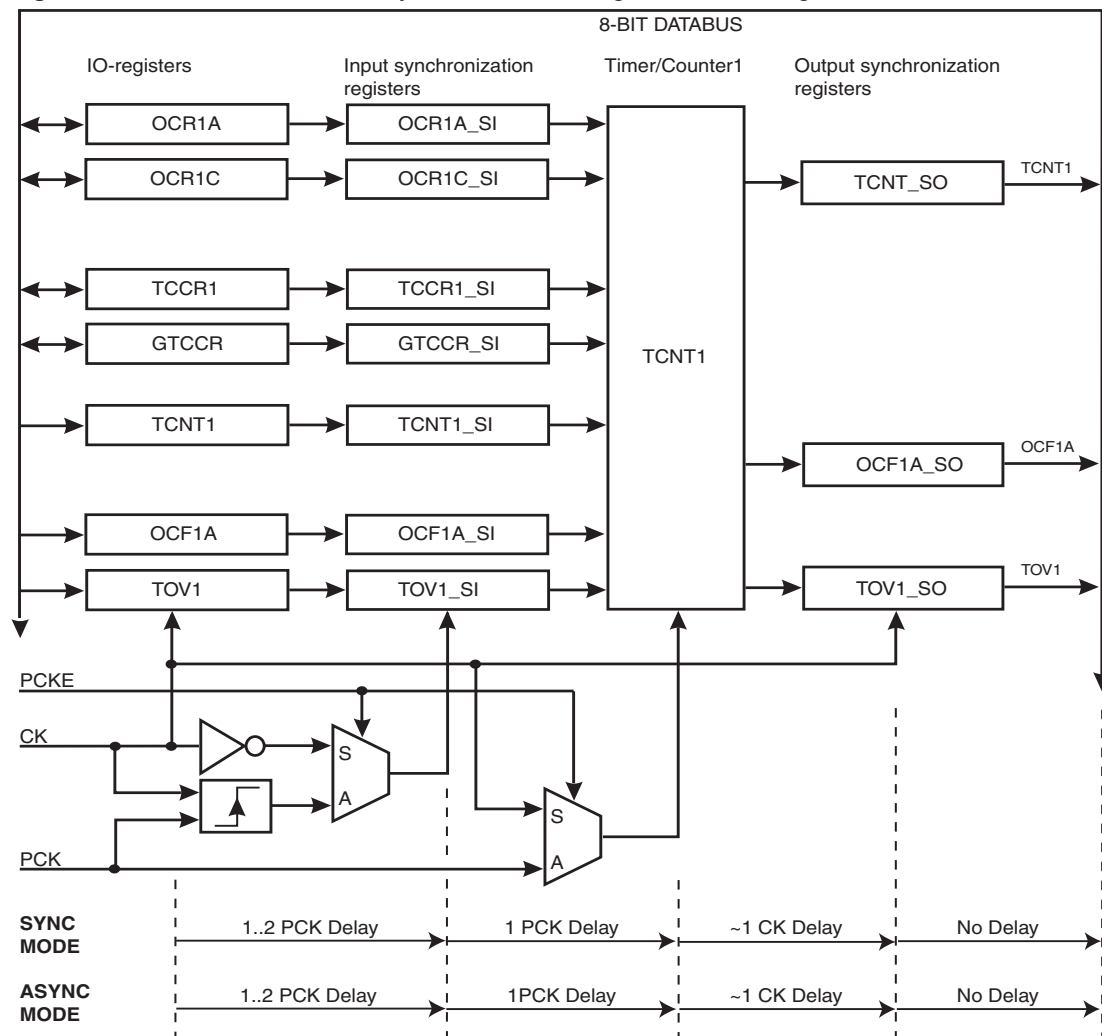 8-BIT DATABUS
IO-registers
Input synchronization
registers
Timer/Counter1
Output synchronization
registers
OCR1A
OCR1A_SI
OCR1C
OCR1C_SI
TCNT_SO
TCNT1
TCCR1
TCCR1_SI
GTCCR
GTCCR_SI
TCNT1
TCNT1
TCNT1_SI
OCF1A_SO
OCF1A
OCF1A
OCF1A_SI
TOV1
TOV1_SI
TOV1_SO
TOV1
PCKE
CK
S
A
S
A
PCK
SYNC
MODE
1..2 PCK Delay
1 PCK Delay
~1 CK Delay
No Delay
ASYNC
MODE
1..2 PCK Delay
1PCK Delay
~1 CK Delay
No Delay